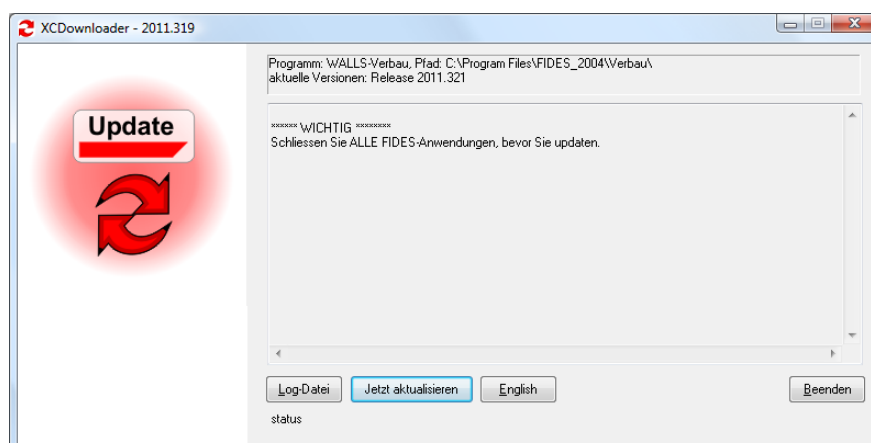 XCDownloader - 2011.319
Programm: WALLS-Verbau, Pfad: C:\Program Files\FIDES_2004\Verbau\
aktuelle Versionen: Release 2011.321
Update
****** WICHTIG ********
Schliessen Sie ALLE FIDES-Anwendungen, bevor Sie updaten.
Log-Datei
Jetzt aktualisieren
English
Beenden
status